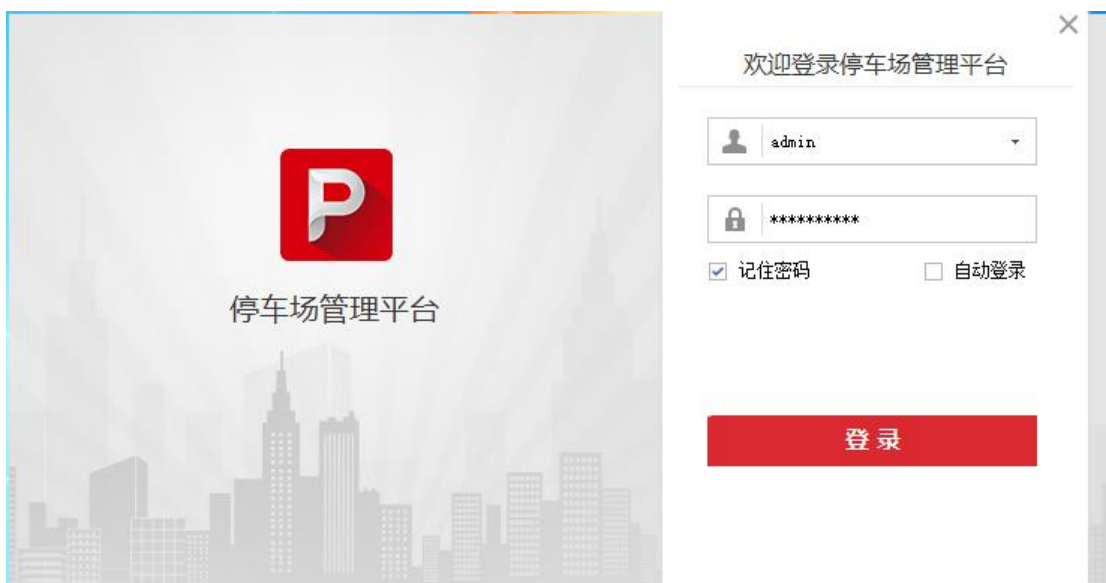 欢迎登录停车场管理平台
admin
**********
记住密码 自动登录
P
停车场管理平台
登录